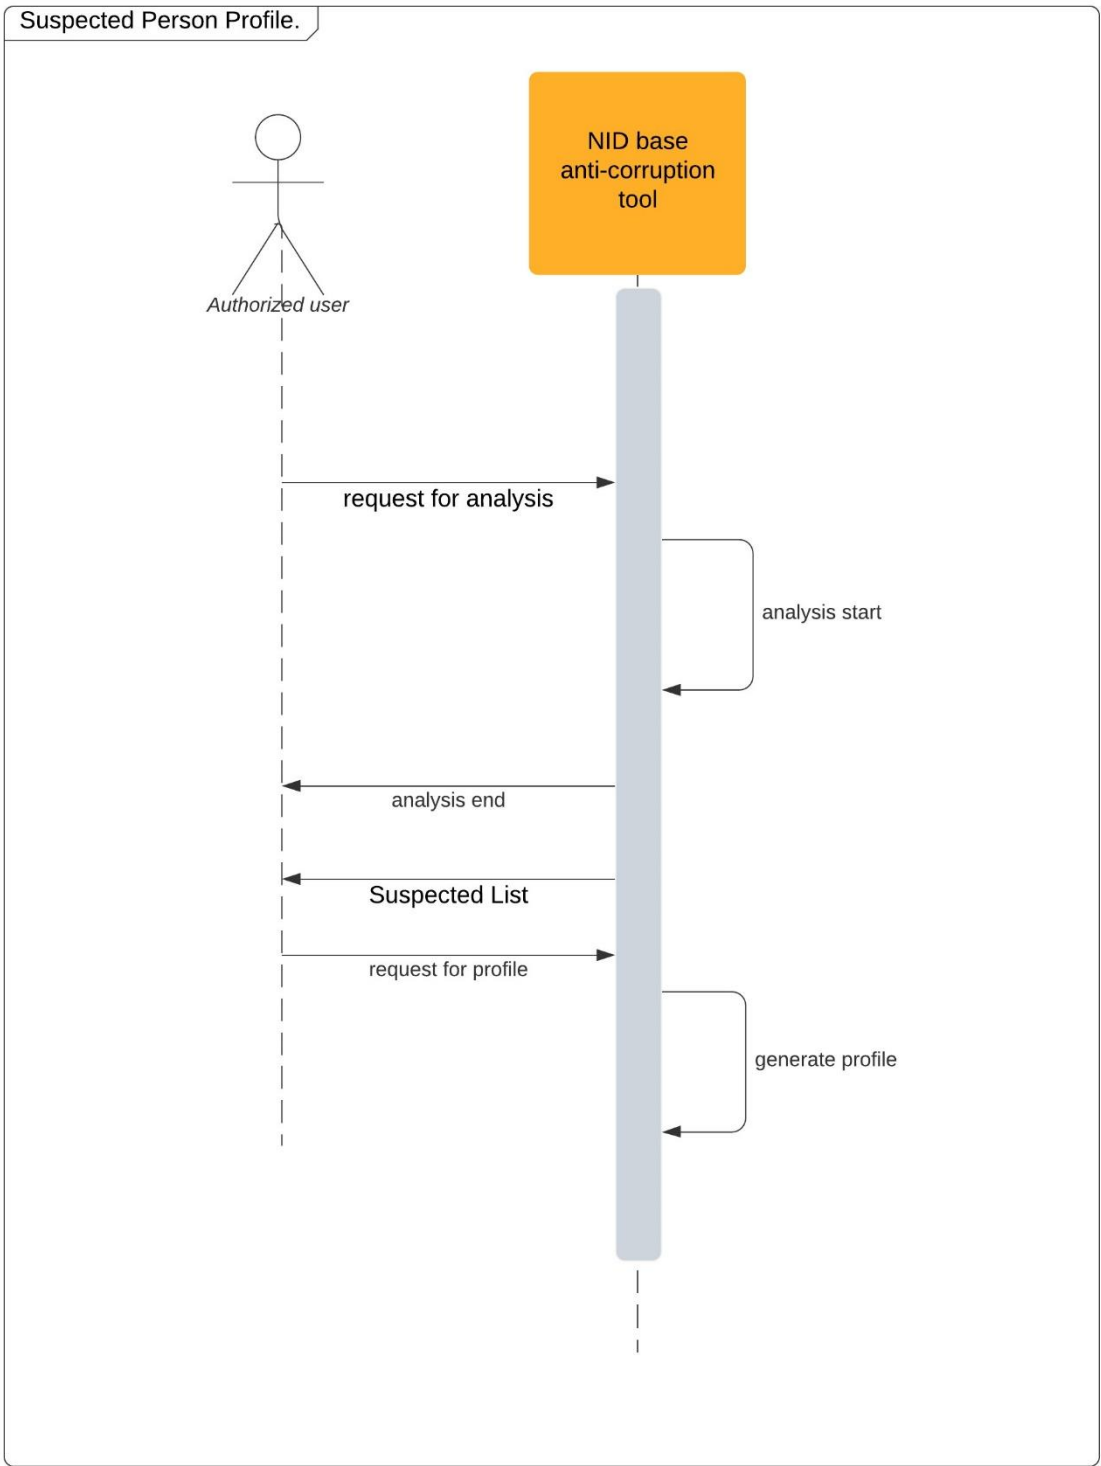 Suspected Person Profile.
NID base
anti-corruption
tool
Authorized user
request for analysis
analysis start
analysis end
Suspected List
request for profile
generate profile